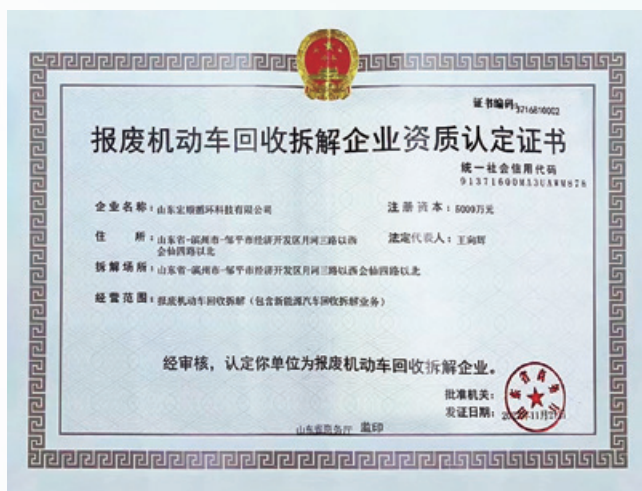 证书编码：3716810002
报废机动车回收拆解企业资质认定证书
统一社会信用代码
91371600MA3UAWM878
企业名称：山东宏顺循环科技有限公司
注册资本：5000万元
住 所：山东省-滨州市-邹平市经济开发区月河三路以西
会仙四路以北
法定代表人：王向辉
拆解场所：山东省-滨州市-邹平市经济开发区月河三路以西会仙四路以北
经营范围：报废机动车回收拆解（包含新能源汽车回收拆解业务）
经审核，认定你单位为报废机动车回收拆解企业。
批准机关：
山东省商务厅
发证日期：
山东省商务厅 监印